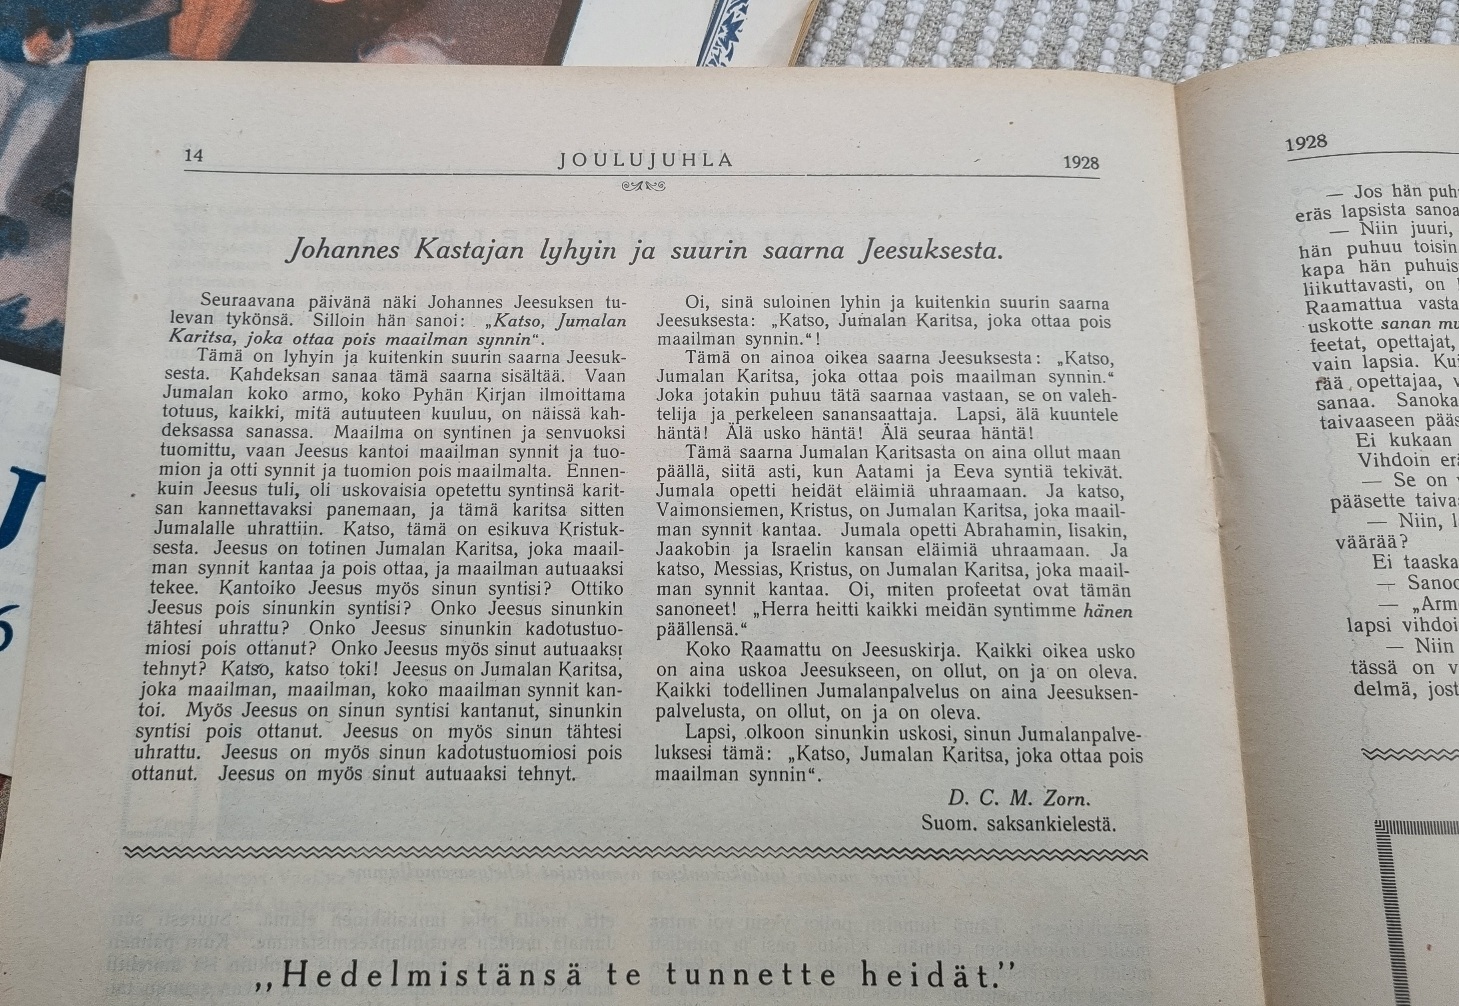 14
JOULUJUHLA
1928
Johannes Kastajan lyhyin ja suurin saarna Jeesuksesta.
Seuraavana päivänä näki Johannes Jeesuksen tu-
levan tykönsä. Silloin hän sanoi: „Katso, Jumalan
Karitsa, joka ottaa pois maailman synnin“.
Tämä on lyhyin ja kuitenkin suurin saarna Jeesuk-
sesta. Kahdeksan sanaa tämä saarna sisältää. Vaan
Jumalan koko armo, koko Pyhän Kirjan ilmoittama
totuus, kaikki, mitä autuuteen kuuluu, on näissä kah-
deksassa sanassa. Maailma on syntinen ja senvuoksi
tuomittu, vaan Jeesus kantoi maailman synnit ja tuo-
mion ja otti synnit ja tuomion pois maailmalta. Ennen-
kuin Jeesus tuli, oli uskovaisia opetettu syntinsä karit-
san kannettavaksi panemaan, ja tämä karitsa sitten
Jumalalle uhrattiin. Katso, tämä on esikuva Kristuk-
sesta. Jeesus on totinen Jumalan Karitsa, joka maail-
man synnit kantaa ja pois ottaa, ja maailman autuaaksi
tekee. Kantoiko Jeesus myös sinun syntisi? Ottiko
Jeesus pois sinunkin syntisi? Onko Jeesus sinunkin
tähtesi uhrattu? Onko Jeesus sinunkin kadotustuo-
miosi pois ottanut? Onko Jeesus myös sinut autuaaksi
tehnyt? Katso, katso toki! Jeesus on Jumalan Karitsa,
joka maailman, maailman, koko maailman synnit kan-
toi. Myös Jeesus on sinun syntisi kantanut, sinunkin
syntisi pois ottanut. Jeesus on myös sinun tähtesi
uhrattu. Jeesus on myös sinun kadotustuomiosi pois
ottanut. Jeesus on myös sinut autuaaksi tehnyt.
Oi, sinä suloinen lyhin ja kuitenkin suurin saarna
Jeesuksesta: „Katso, Jumalan Karitsa, joka ottaa pois
maailman synnin.“!
Tämä on ainoa oikea saarna Jeesuksesta: „Katso,
Jumalan Karitsa, joka ottaa pois maailman synnin.“
Joka jotakin puhuu tätä saarnaa vastaan, se on valeh-
telija ja perkeleen sanansaattaja. Lapsi, älä kuuntele
häntä! Älä usko häntä! Älä seuraa häntä!
Tämä saarna Jumalan Karitsasta on aina ollut maan
päällä, siitä asti, kun Aatami ja Eeva syntiä tekivät.
Jumala opetti heidät eläimiä uhraamaan. Ja katso,
Vaimonsiemen, Kristus, on Jumalan Karitsa, joka maail-
man synnit kantaa. Jumala opetti Abrahamin, Iisakin,
Jaakobin ja Israelin kansan eläimiä uhraamaan. Ja
katso, Messias, Kristus, on Jumalan Karitsa, joka maail-
man synnit kantaa. Oi, miten profeetat ovat tämän
sanoneet! „Herra heitti kaikki meidän syntimme hänen
päällensä.“
Koko Raamattu on Jeesuskirja. Kaikki oikea usko
on aina uskoa Jeesukseen, on ollut, on ja on oleva.
Kaikki todellinen Jumalanpalvelus on aina Jeesuksen-
palvelusta, on ollut, on ja on oleva.
Lapsi, olkoon sinunkin uskosi, sinun Jumalanpalve-
luksesi tämä: „Katso, Jumalan Karitsa, joka ottaa pois
maailman synnin“.
D. C. M. Zorn.
Suom. saksankielestä.
„Hedelmistänsä te tunnette heidät.”
1928
— Jos hän puh
eräs lapsista sanoa
— Niin juuri,
hän puhuu toisin
kapa hän puhuis
liikuttavasti, on
Raamattua vasta
uskotte sanan mu
feetat, opettajat,
vain lapsia. Kui
rää opettajaa, v
sanaa. Sanoka
taivaaseen pääs
Ei kukaan
Vihdoin erä
— Se on
pääsette taiva
— Niin, l
väärää?
Ei taaska
— Sano
— „Arm
lapsi vihdoi
— Niin
tässä on v
delmä, jost